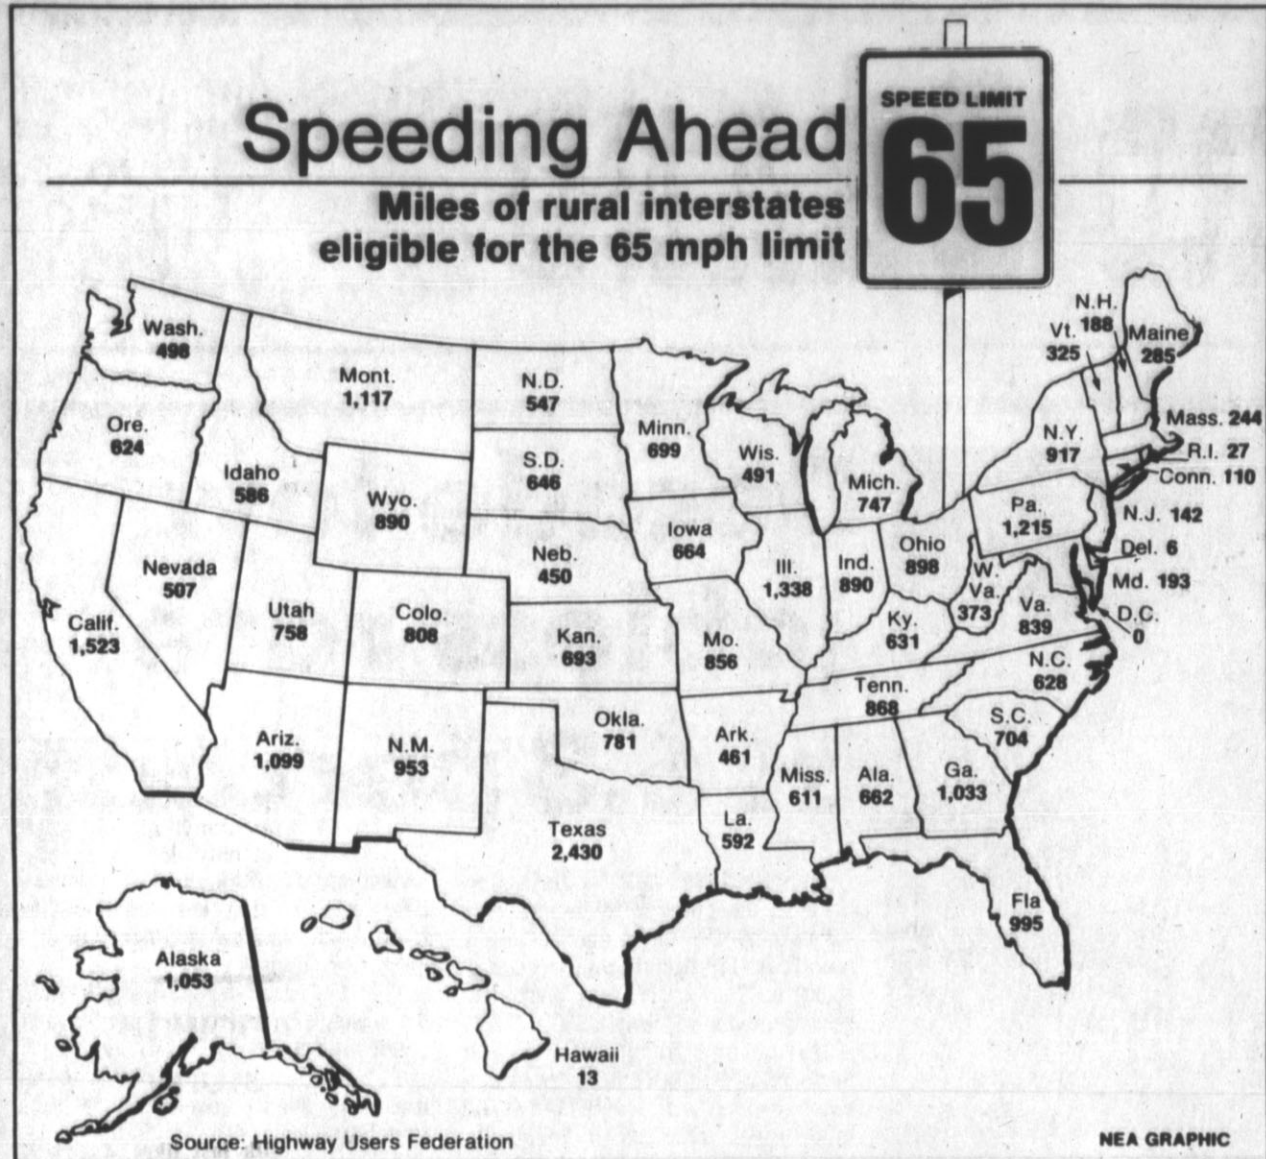 Speeding Ahead
SPEED LIMIT
65
Miles of rural interstates
eligible for the 65 mph limit
Wash.
498
Ore.
624
Calif.
1,523
Nevada
507
Idaho
586
Mont.
1,117
Wyo.
890
Utah
758
Colo.
808
Ariz.
1,099
N.M.
953
N.D.
547
S.D.
646
Neb.
450
Kan.
693
Okla.
781
Texas
2,430
Minn.
699
Iowa
664
Mo.
856
Ark.
461
La.
592
Wis.
491
Ill.
1,338
Mich.
747
Ind.
890
Ohio
898
Ky.
631
Tenn.
868
Miss.
611
Ala.
662
Ga.
1,033
Fla
995
S.C.
704
N.C.
628
Va.
839
W.
Va.
373
Pa.
1,215
N.Y.
917
Vt.
325
N.H.
188
Maine
285
Mass. 244
R.I. 27
Conn. 110
N.J. 142
Del. 6
Md. 193
D.C.
0
Alaska
1,053
Hawaii
13
Source: Highway Users Federation
NEA GRAPHIC